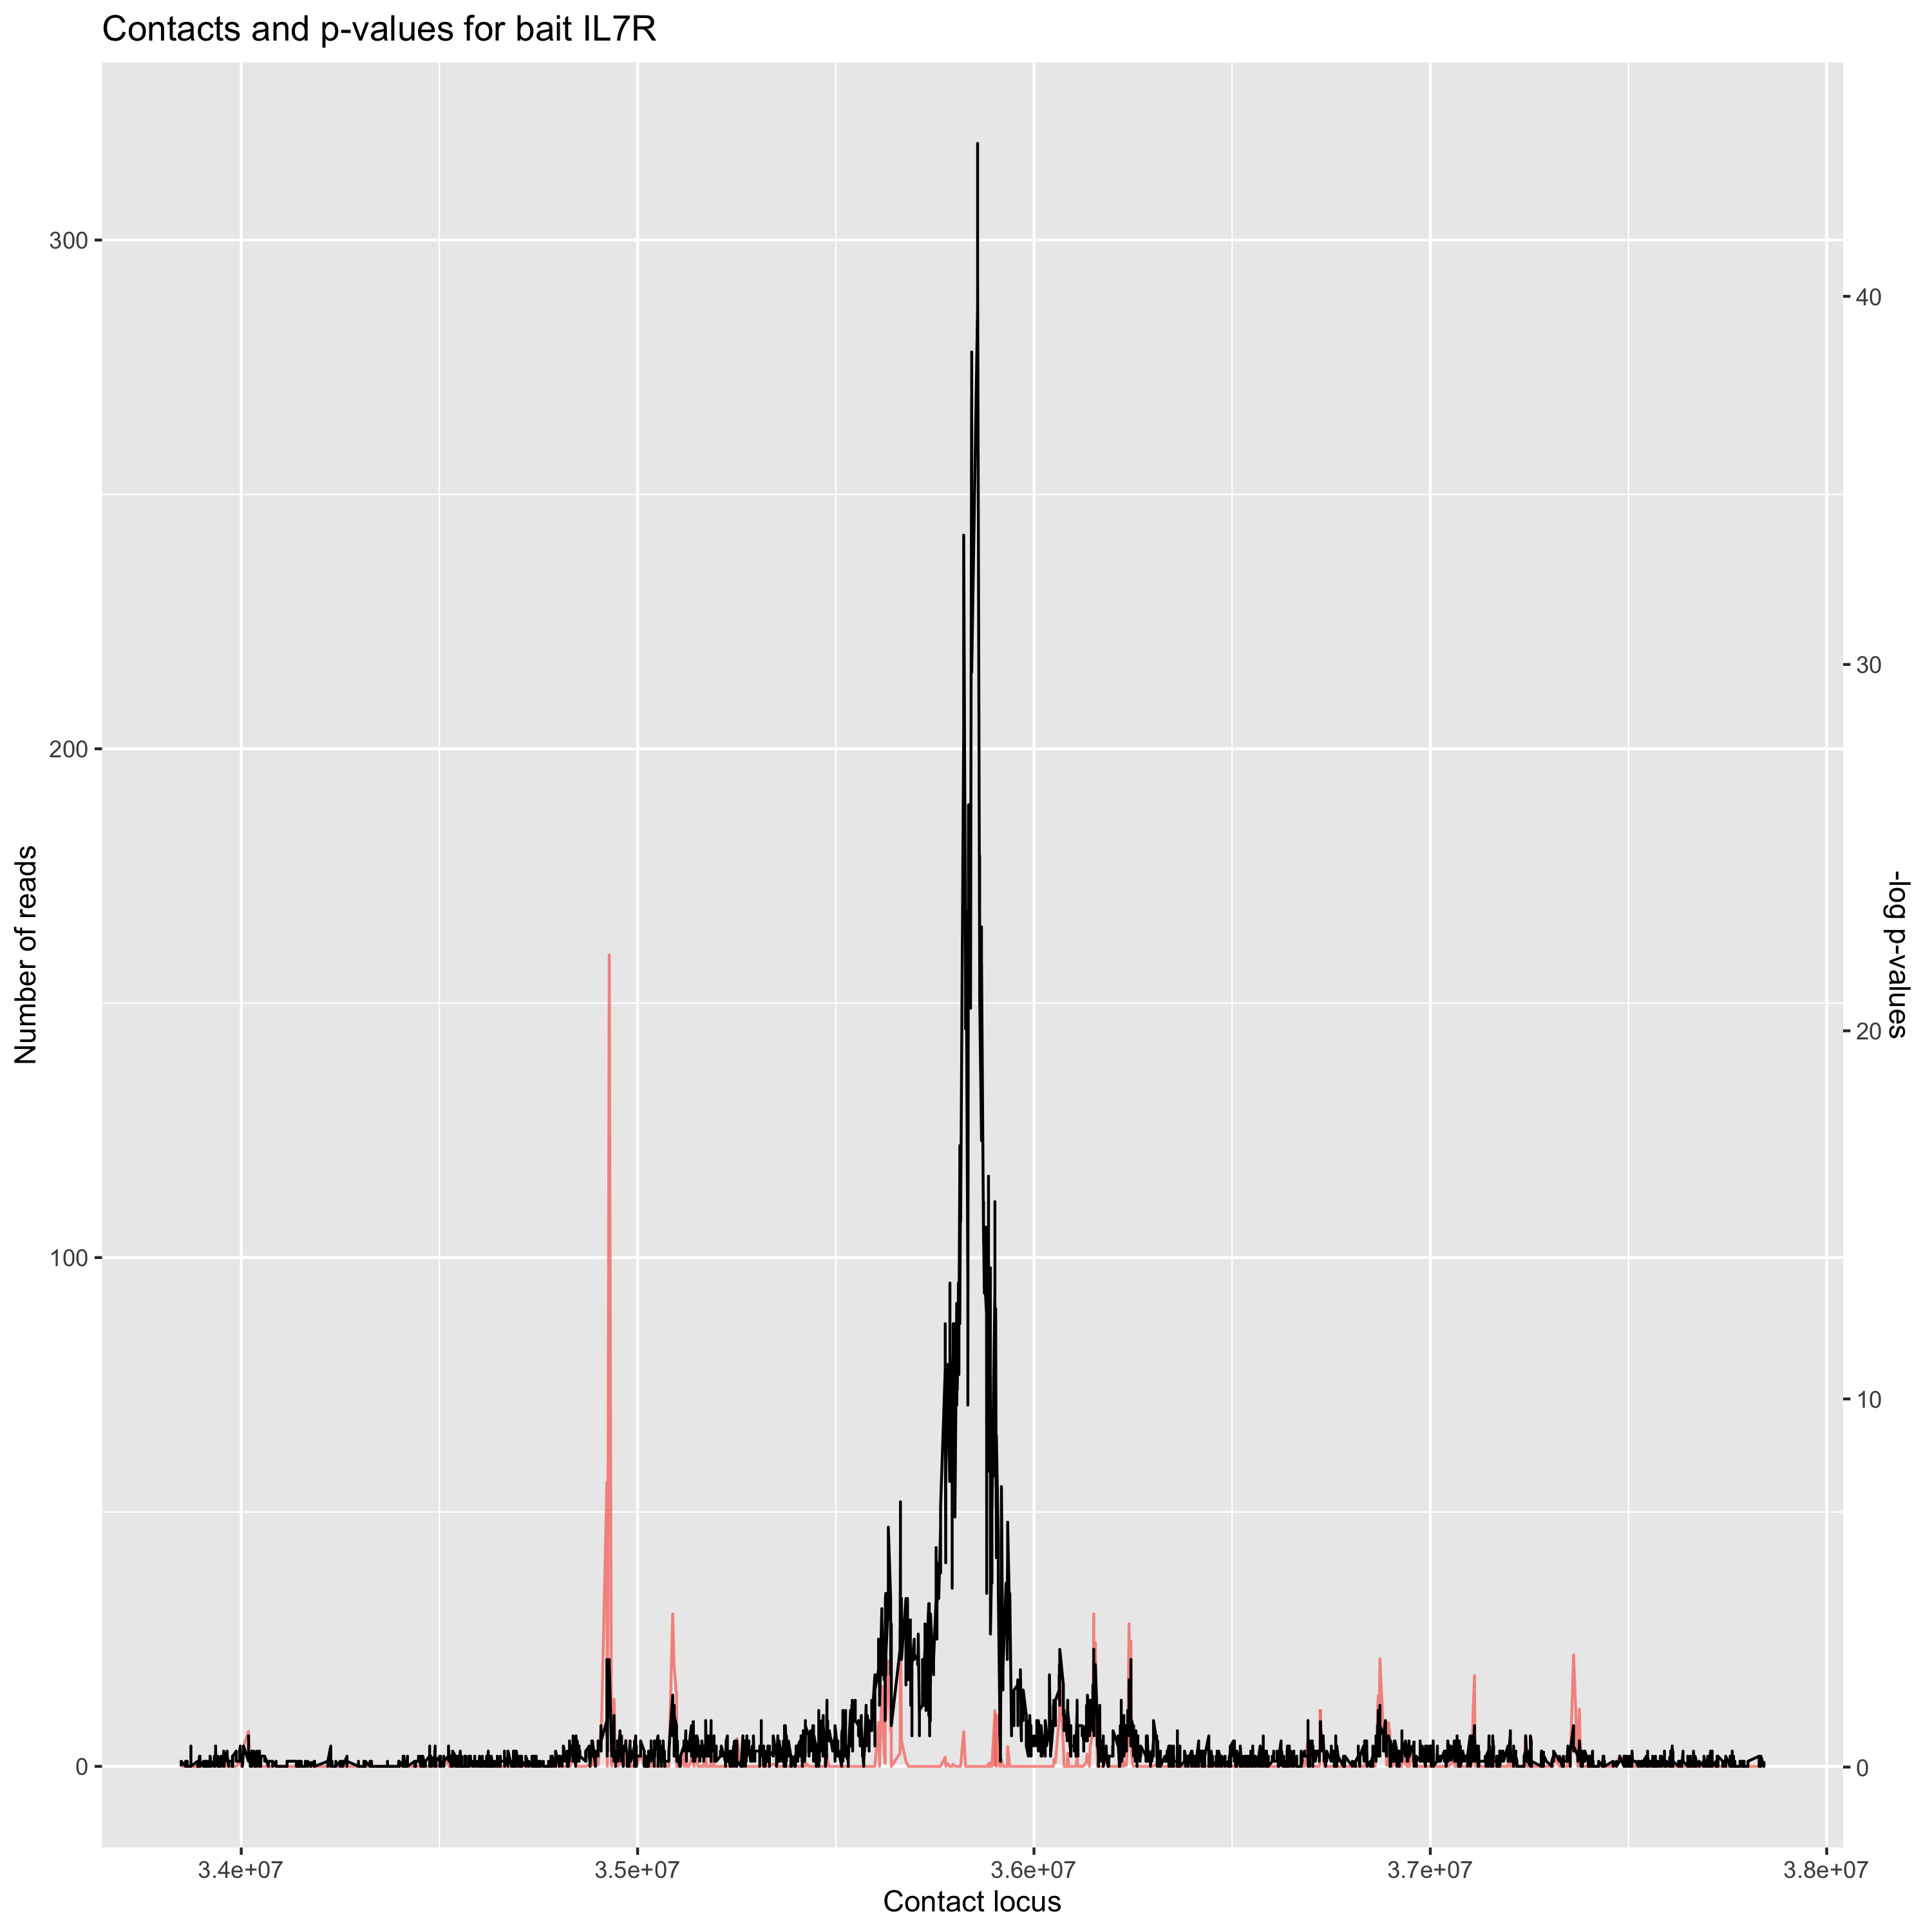 Contacts and p-values for bait IL7R
300
200
100
0
Number of reads
40
30
20
10
0
-log p-values
3.4e+07
3.5e+07
3.6e+07
3.7e+07
3.8e+07
Contact locus